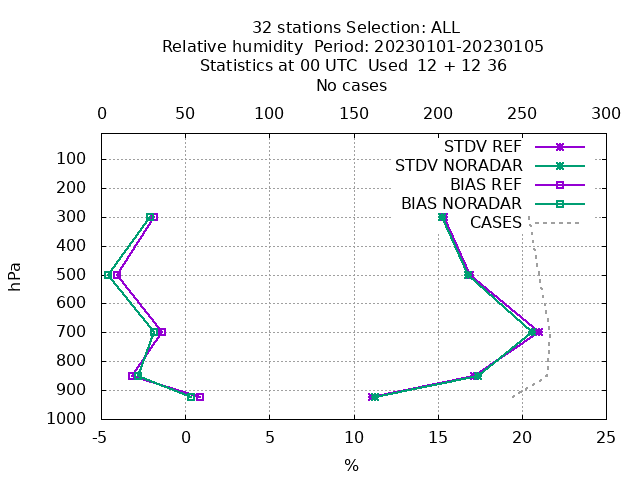 32 stations Selection: ALL
Relative humidity  Period: 20230101-20230105
Statistics at 00 UTC  Used  12 + 12 36
No cases
0 50 100 150 200 250 300
STDV REF
STDV NORADAR
BIAS REF
BIAS NORADAR
CASES
100
200
300
400
500
600
700
800
900
1000
hPa
-5 0 5 10 15 20 25
%